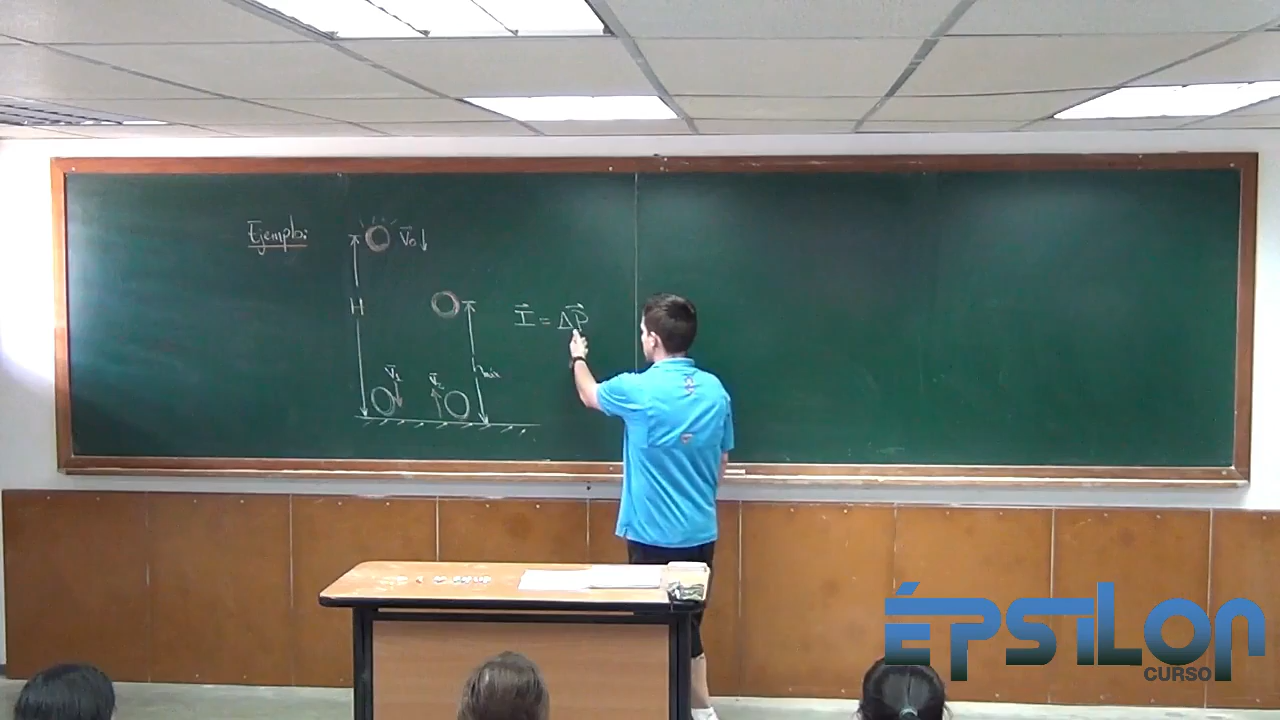 Ejemplo:
V₀↓
H
I = ΔP
V₁
V₂
hmáx
ÉPSILON
CURSO